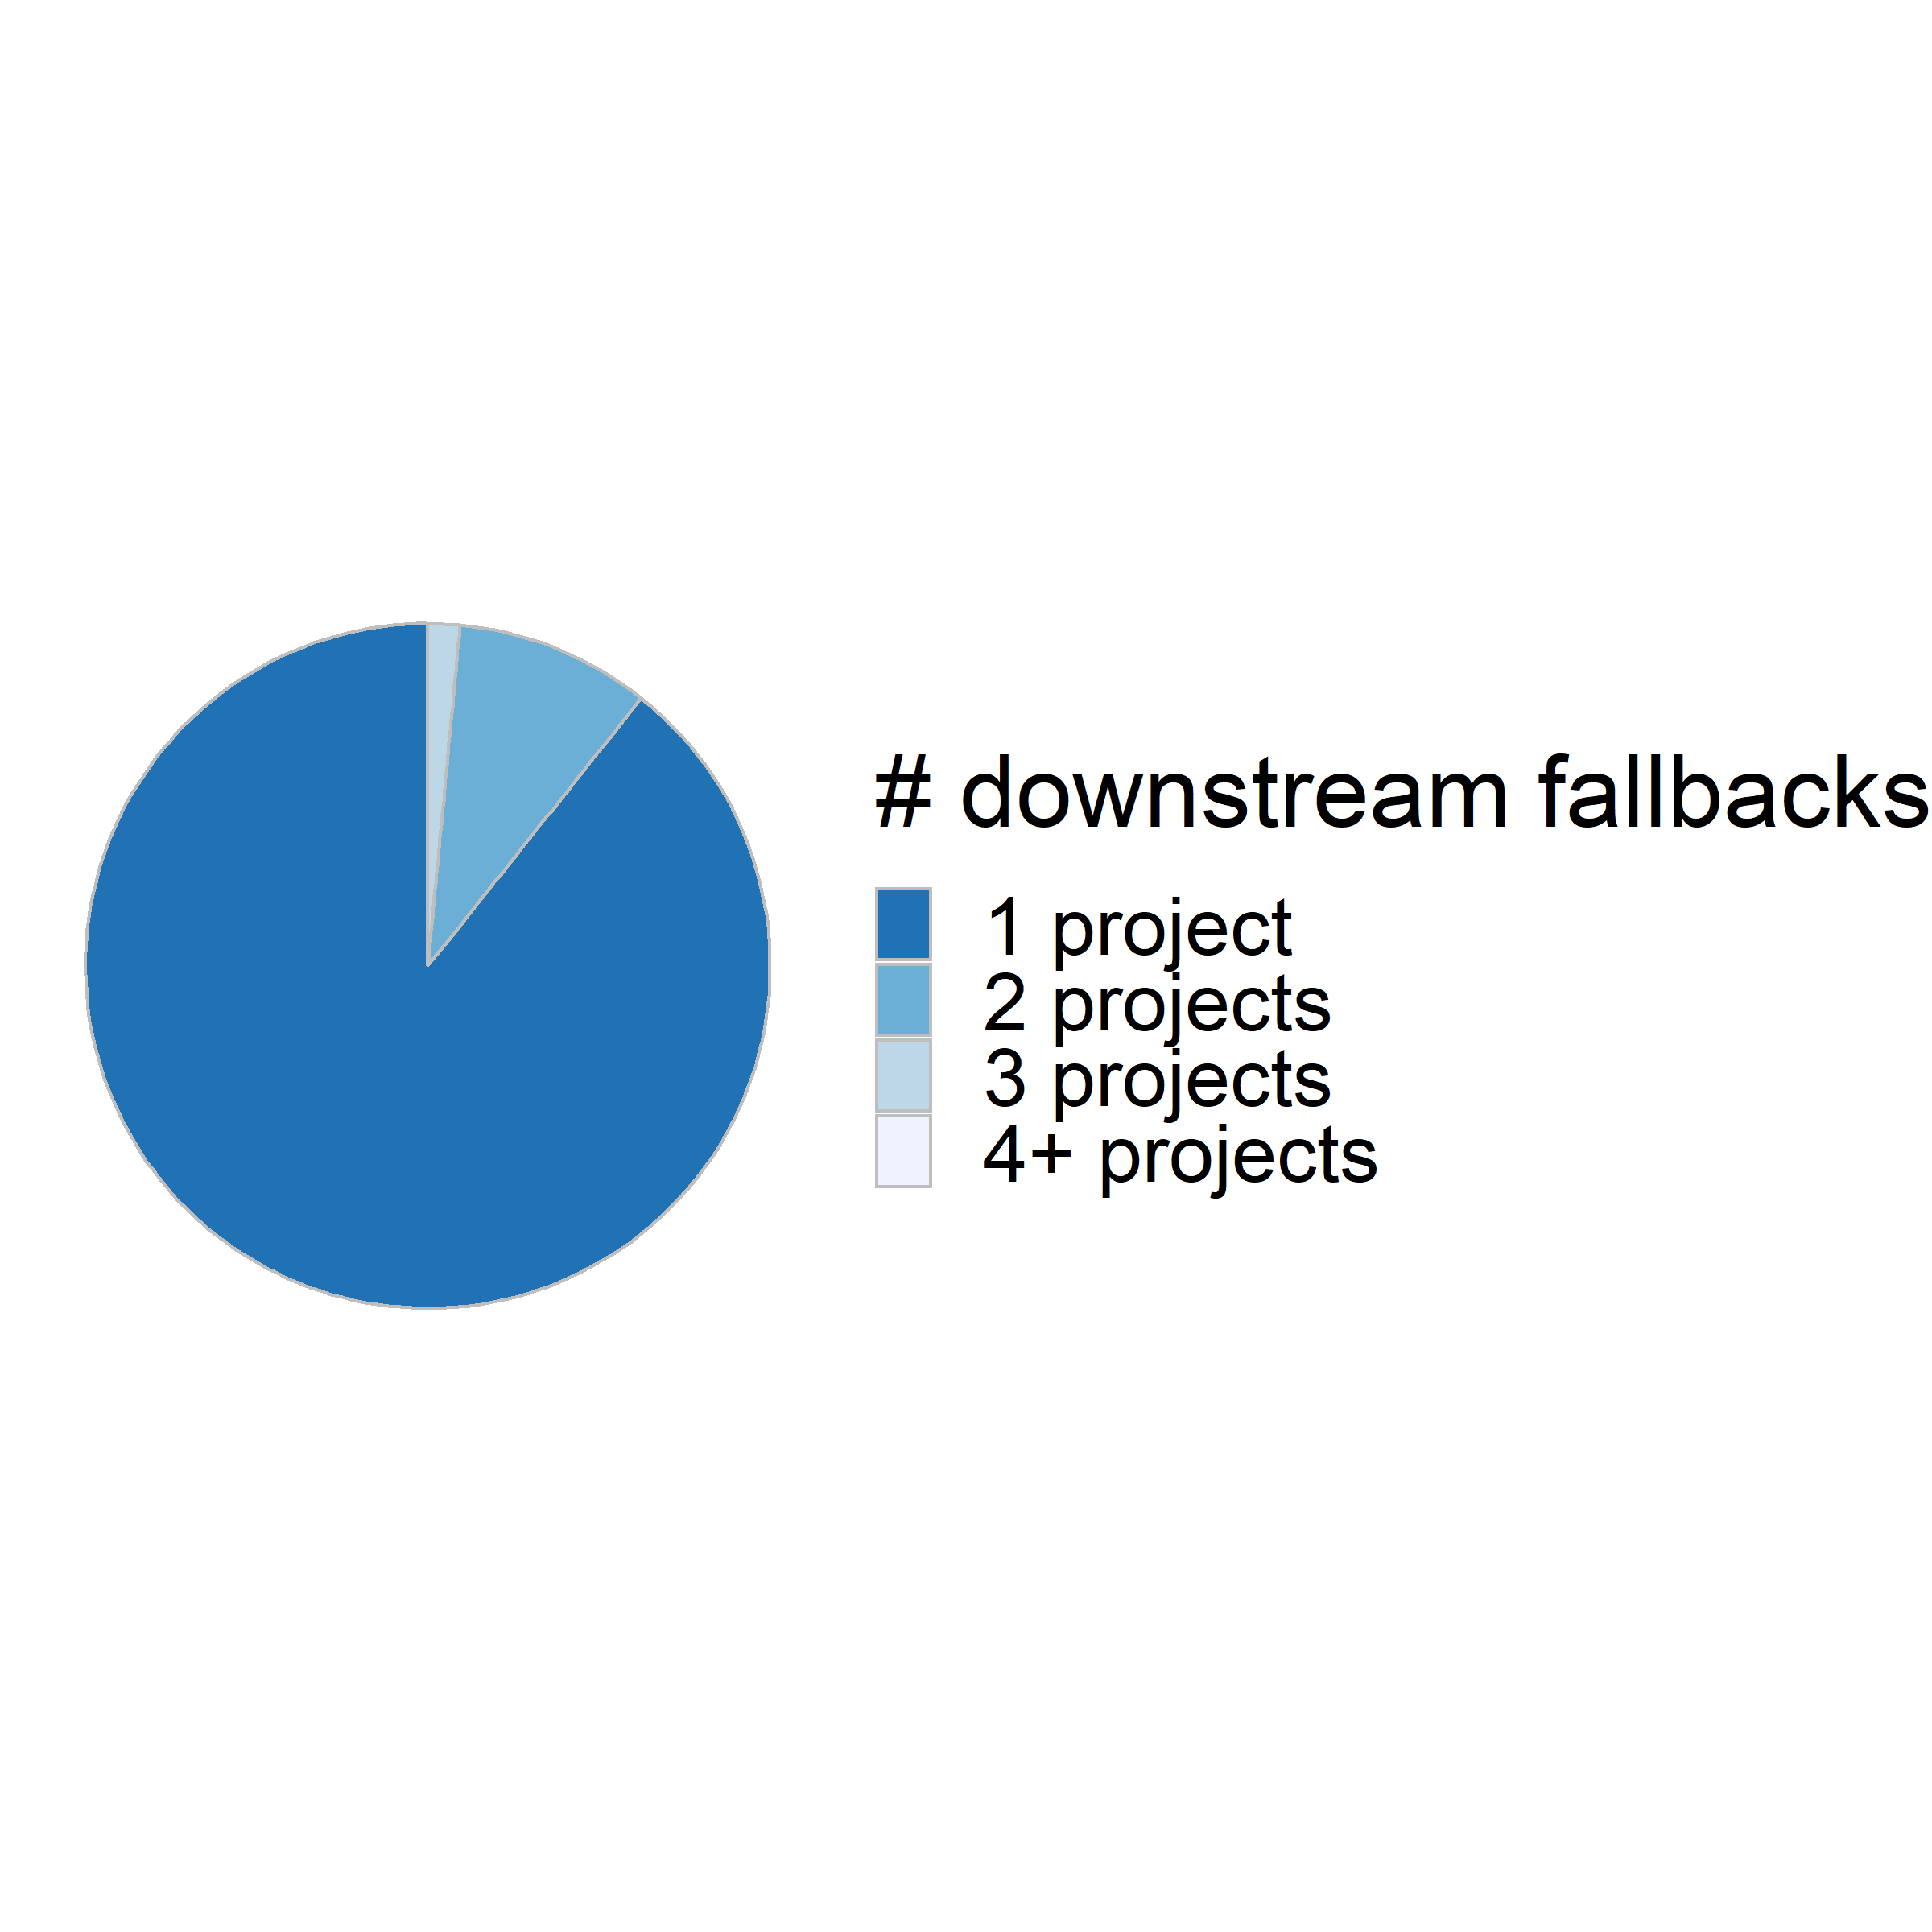 # downstream fallbacks
1 project
2 projects
3 projects
4+ projects